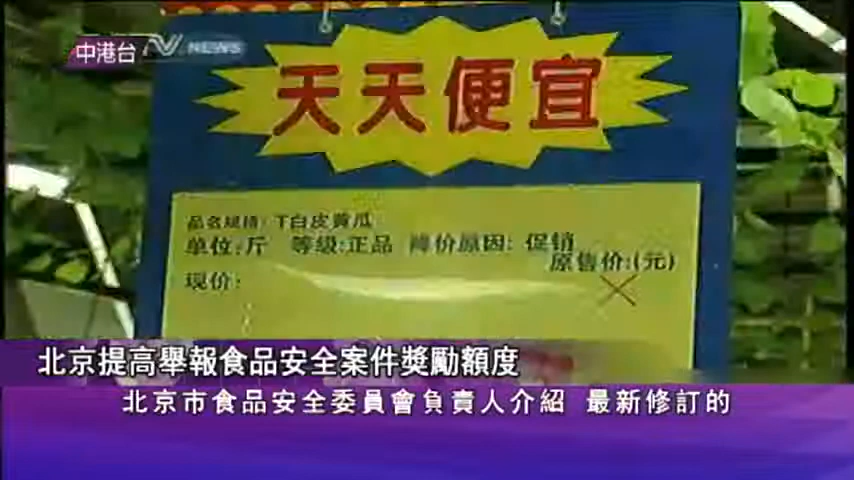 中港台
TV NEWS
天天便宜
品名规格: T白皮黄瓜
单位:斤 等级:正品 降价原因: 促销
原售价:(元)
现价:
北京提高舉報食品安全案件獎勵額度
北京市食品安全委員會負責人介紹 最新修訂的